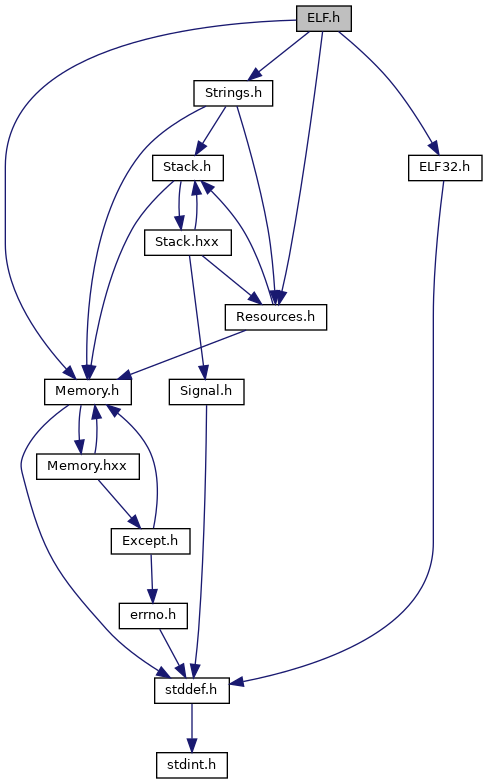 ELF.h
Strings.h
Stack.h
ELF32.h
Stack.hxx
Resources.h
Memory.h
Signal.h
Memory.hxx
Except.h
errno.h
stddef.h
stdint.h